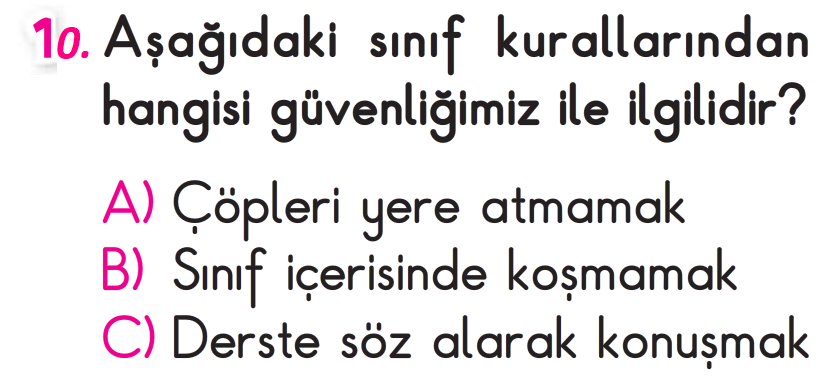 10. Aşağıdaki sınıf kurallarından
hangisi güvenliğimiz ile ilgilidir?
A) Çöpleri yere atmamak
B) Sınıf içerisinde koşmamak
C) Derste söz alarak konuşmak